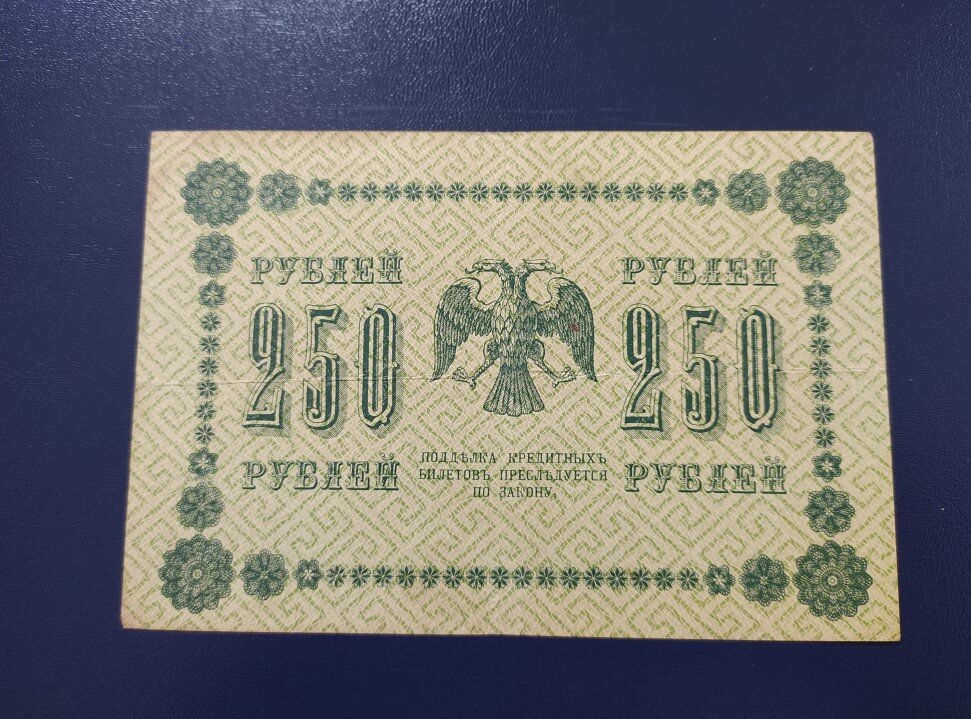 РУБЛЕЙ РУБЛЕЙ
250 250
РУБЛЕЙ РУБЛЕЙ
ПОДДѢЛКА КРЕДИТНЫХЪ
БИЛЕТОВЪ ПРЕСЛѢДУЕТСЯ
ПО ЗАКОНУ.